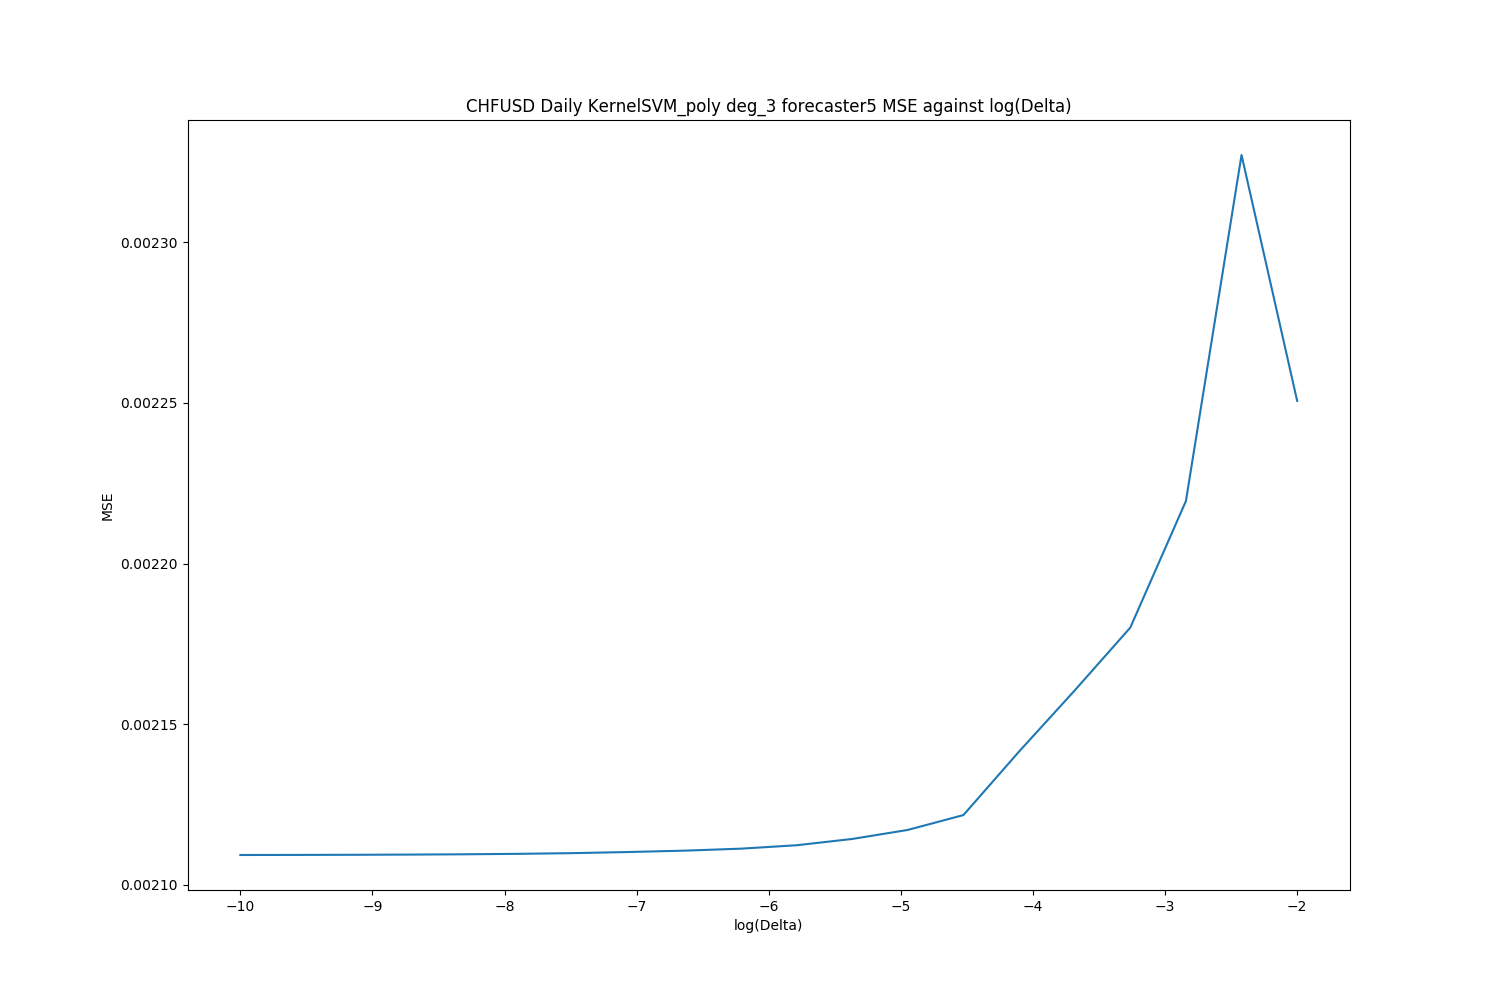 CHFUSD Daily KernelSVM_poly deg_3 forecaster5 MSE against log(Delta)
0.00230
0.00225
MSE
0.00220
0.00215
0.00210
−10 −9 −8 −7 −6 −5 −4 −3 −2
log(Delta)